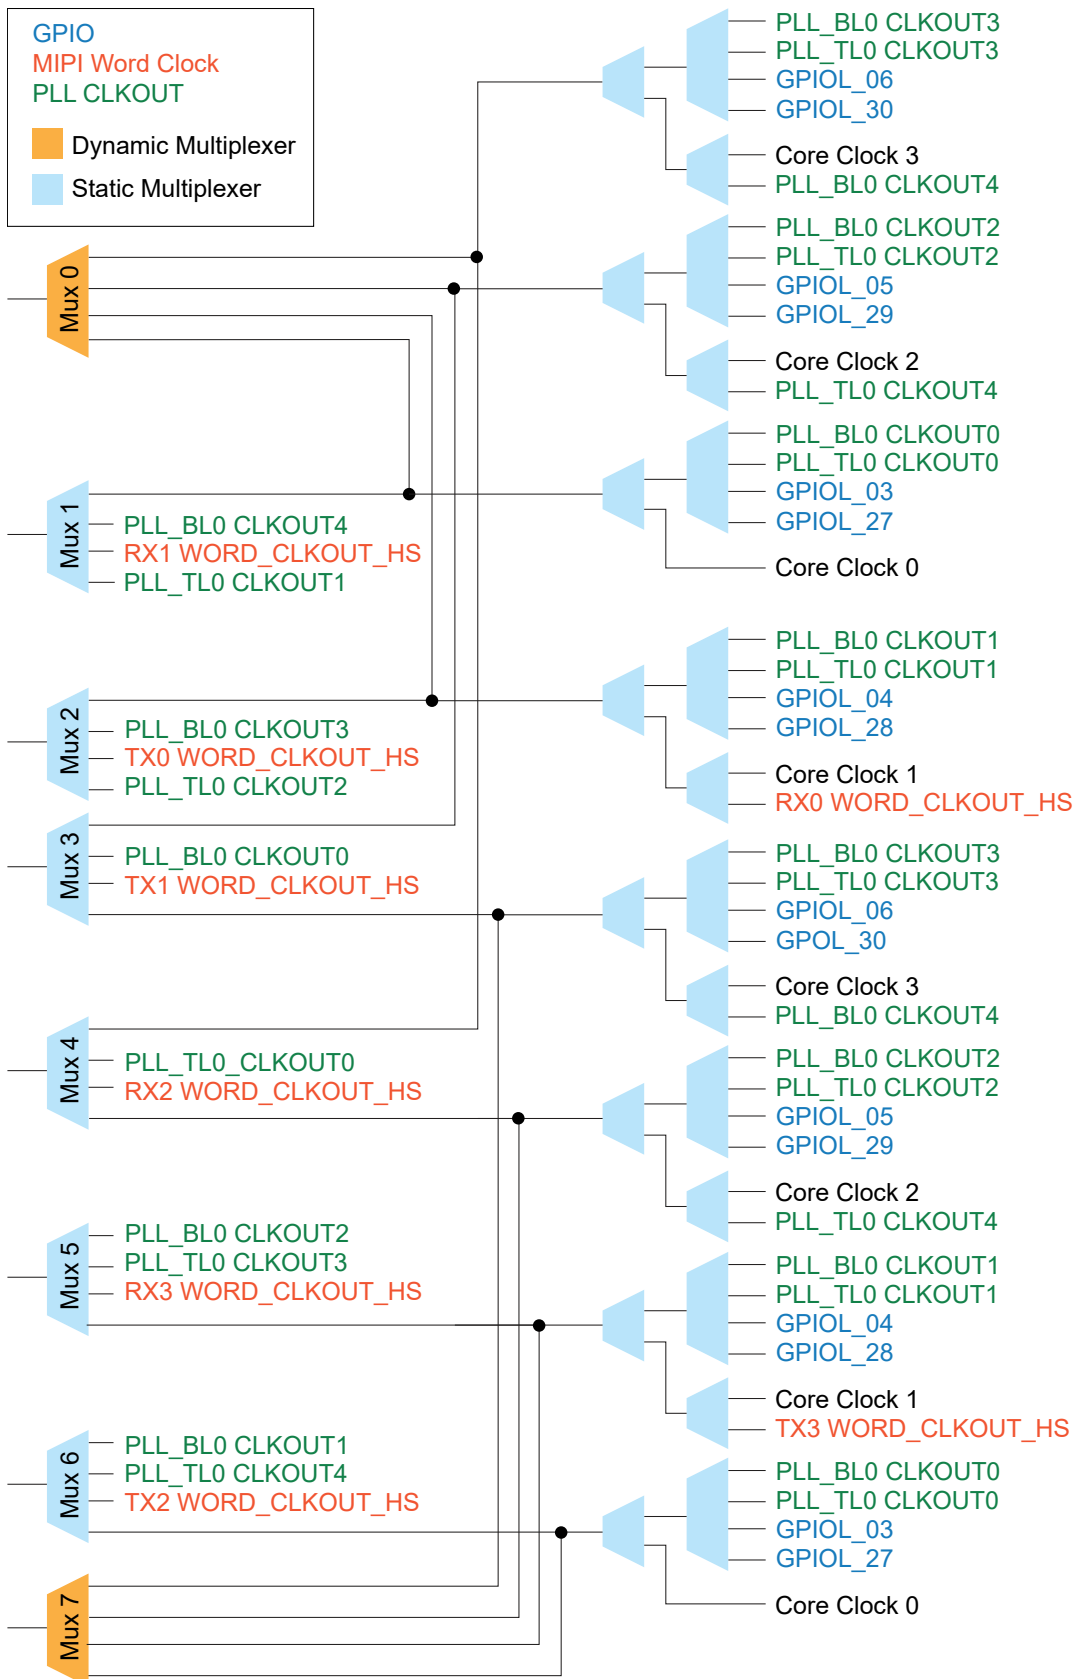 GPIO
MIPI Word Clock
PLL CLKOUT
Dynamic Multiplexer
Static Multiplexer
Mux 0
Mux 1
PLL_BL0 CLKOUT4
RX1 WORD_CLKOUT_HS
PLL_TL0 CLKOUT1
Mux 2
PLL_BL0 CLKOUT3
TX0 WORD_CLKOUT_HS
PLL_TL0 CLKOUT2
Mux 3
PLL_BL0 CLKOUT0
TX1 WORD_CLKOUT_HS
Mux 4
PLL_TL0_CLKOUT0
RX2 WORD_CLKOUT_HS
Mux 5
PLL_BL0 CLKOUT2
PLL_TL0 CLKOUT3
RX3 WORD_CLKOUT_HS
Mux 6
PLL_BL0 CLKOUT1
PLL_TL0 CLKOUT4
TX2 WORD_CLKOUT_HS
Mux 7
PLL_BL0 CLKOUT3
PLL_TL0 CLKOUT3
GPIOL_06
GPIOL_30
Core Clock 3
PLL_BL0 CLKOUT4
PLL_BL0 CLKOUT2
PLL_TL0 CLKOUT2
GPIOL_05
GPIOL_29
Core Clock 2
PLL_TL0 CLKOUT4
PLL_BL0 CLKOUT0
PLL_TL0 CLKOUT0
GPIOL_03
GPIOL_27
Core Clock 0
PLL_BL0 CLKOUT1
PLL_TL0 CLKOUT1
GPIOL_04
GPIOL_28
Core Clock 1
RX0 WORD_CLKOUT_HS
PLL_BL0 CLKOUT3
PLL_TL0 CLKOUT3
GPIOL_06
GPOL_30
Core Clock 3
PLL_BL0 CLKOUT4
PLL_BL0 CLKOUT2
PLL_TL0 CLKOUT2
GPIOL_05
GPIOL_29
Core Clock 2
PLL_TL0 CLKOUT4
PLL_BL0 CLKOUT1
PLL_TL0 CLKOUT1
GPIOL_04
GPIOL_28
Core Clock 1
TX3 WORD_CLKOUT_HS
PLL_BL0 CLKOUT0
PLL_TL0 CLKOUT0
GPIOL_03
GPIOL_27
Core Clock 0